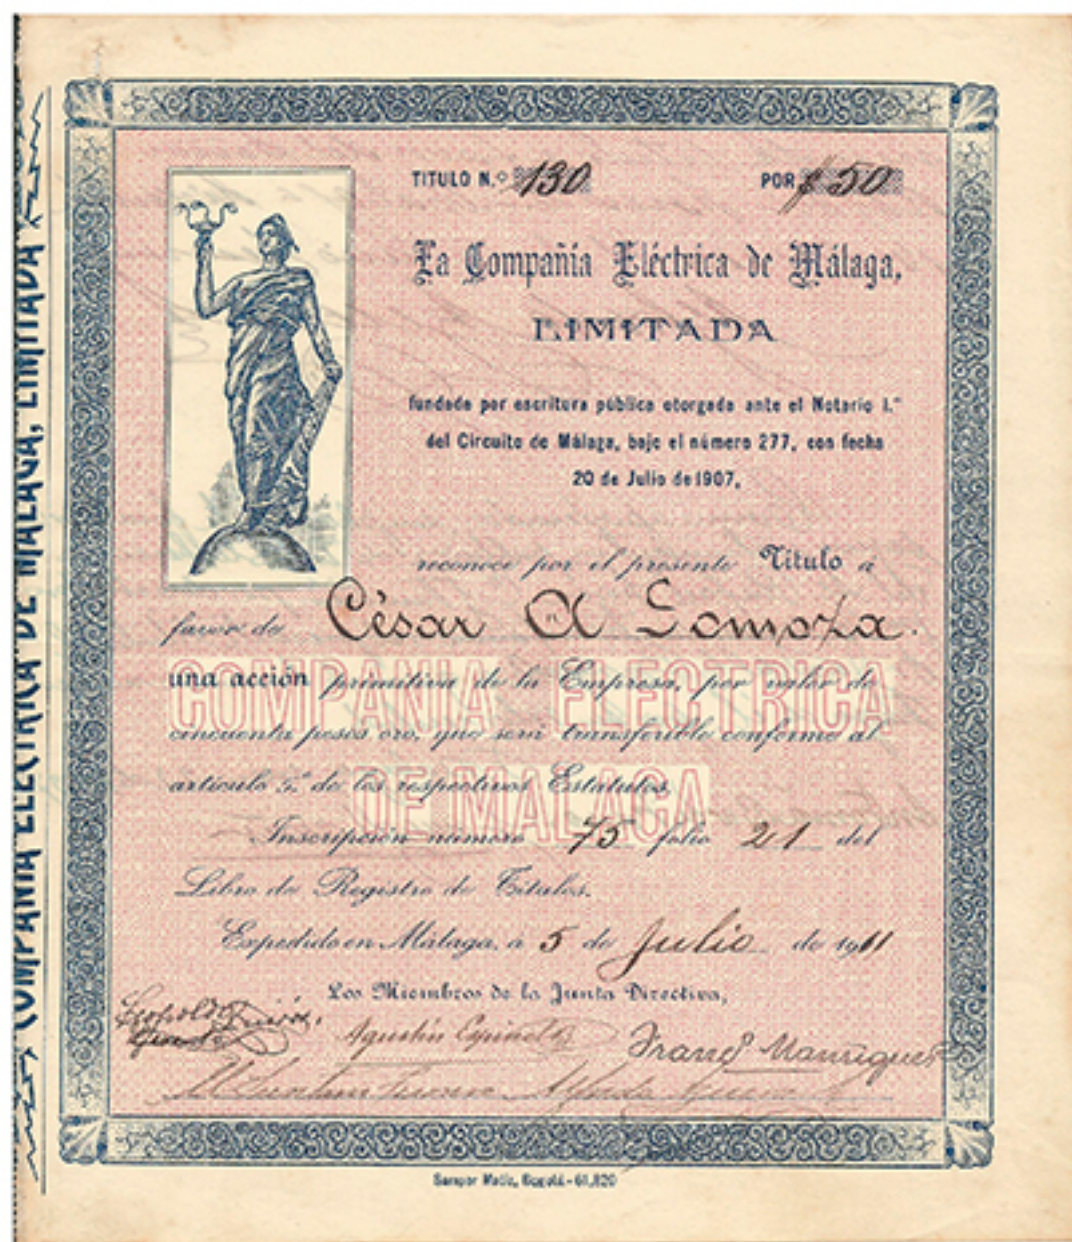 COMPAÑIA ELECTRICA DE MALAGA, LIMITADA
TITULO N.º 130 POR $ 50
La Compañía Eléctrica de Málaga,
LIMITADA
fundada por escritura pública otorgada ante el Notario 1.º
del Circuito de Málaga, bajo el número 277, con fecha
20 de Julio de 1907,
reconoce por el presente Título á
favor de César A Somoza.
una acción primitiva de la Empresa, por valor de
cincuenta pesos oro, que será transferible conforme al
artículo 5.º de los respectivos Estatutos.
COMPAÑIA ELECTRICA
DE MALAGA
Inscripción número 75 folio 21 del
Libro de Registro de Títulos.
Expedido en Málaga, á 5 de Julio de 1911
Los Miembros de la Junta Directiva,
Agustín Espinel
Manrique
Bogotá-61,820